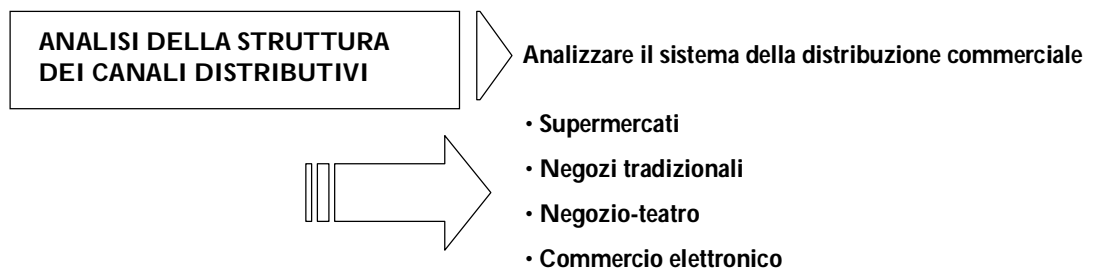 ANALISI DELLA STRUTTURA
DEI CANALI DISTRIBUTIVI
Analizzare il sistema della distribuzione commerciale
• Supermercati
• Negozi tradizionali
• Negozio-teatro
• Commercio elettronico